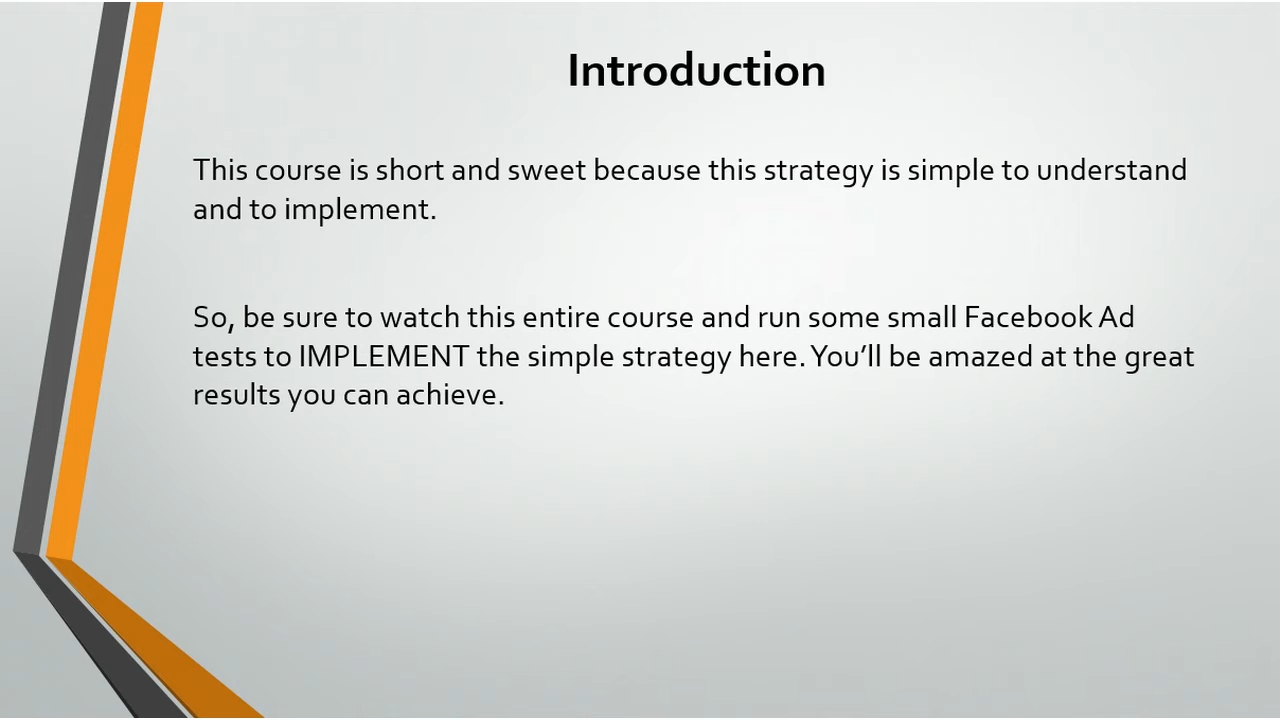 Introduction
This course is short and sweet because this strategy is simple to understand
and to implement.
So, be sure to watch this entire course and run some small Facebook Ad
tests to IMPLEMENT the simple strategy here. You’ll be amazed at the great
results you can achieve.